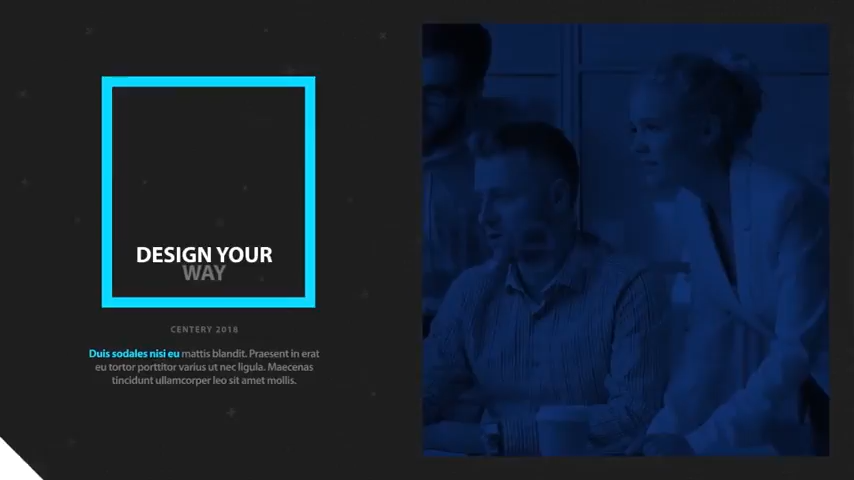 DESIGN YOUR
WAY
CENTERY 2018
Duis sodales nisi eu mattis blandit. Praesent in erat
eu tortor porttitor varius ut nec ligula. Maecenas
tincidunt ullamcorper leo sit amet mollis.